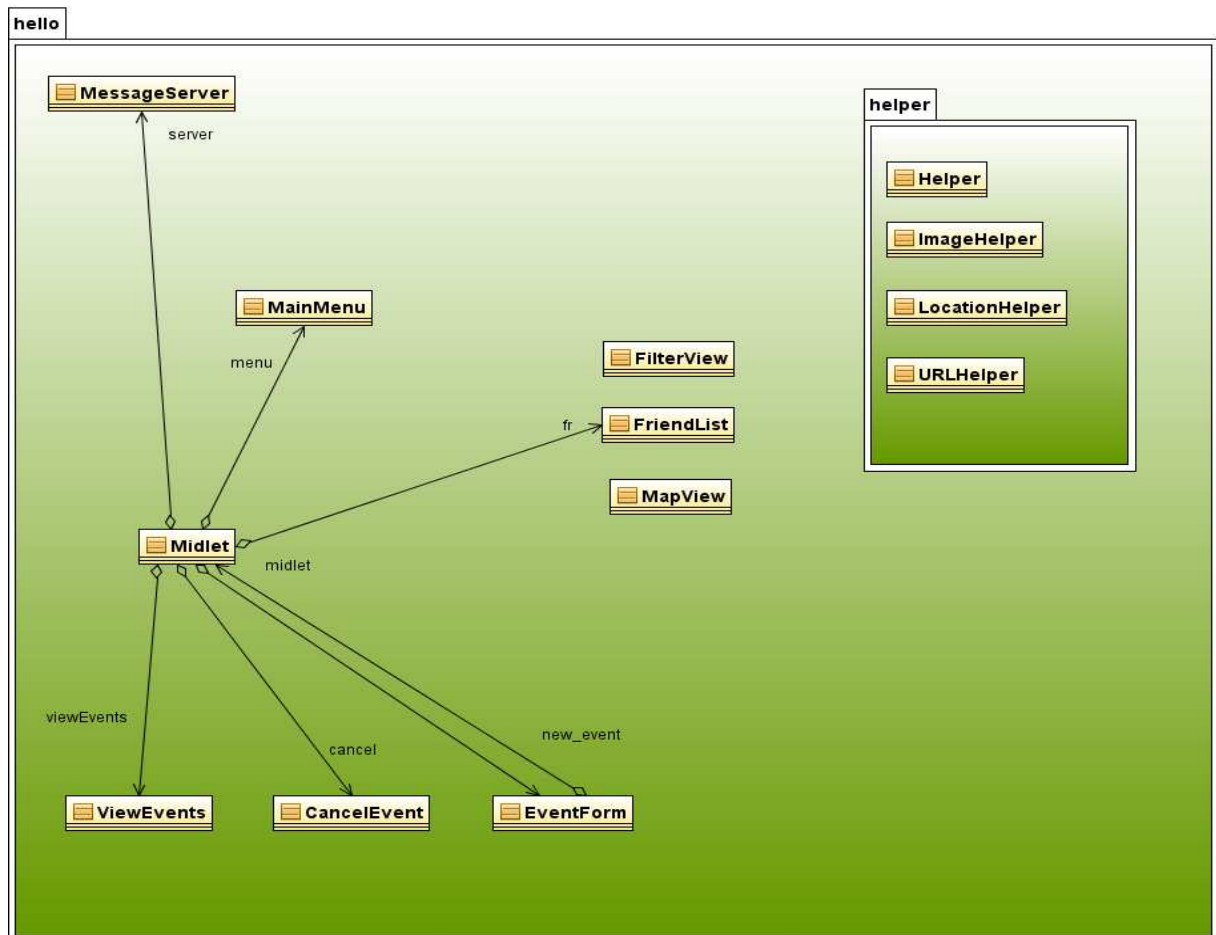 hello
MessageServer
helper
server
Helper
ImageHelper
MainMenu
LocationHelper
FilterView
menu
URLHelper
fr
FriendList
MapView
Midlet
midlet
viewEvents
new_event
cancel
ViewEvents
CancelEvent
EventForm